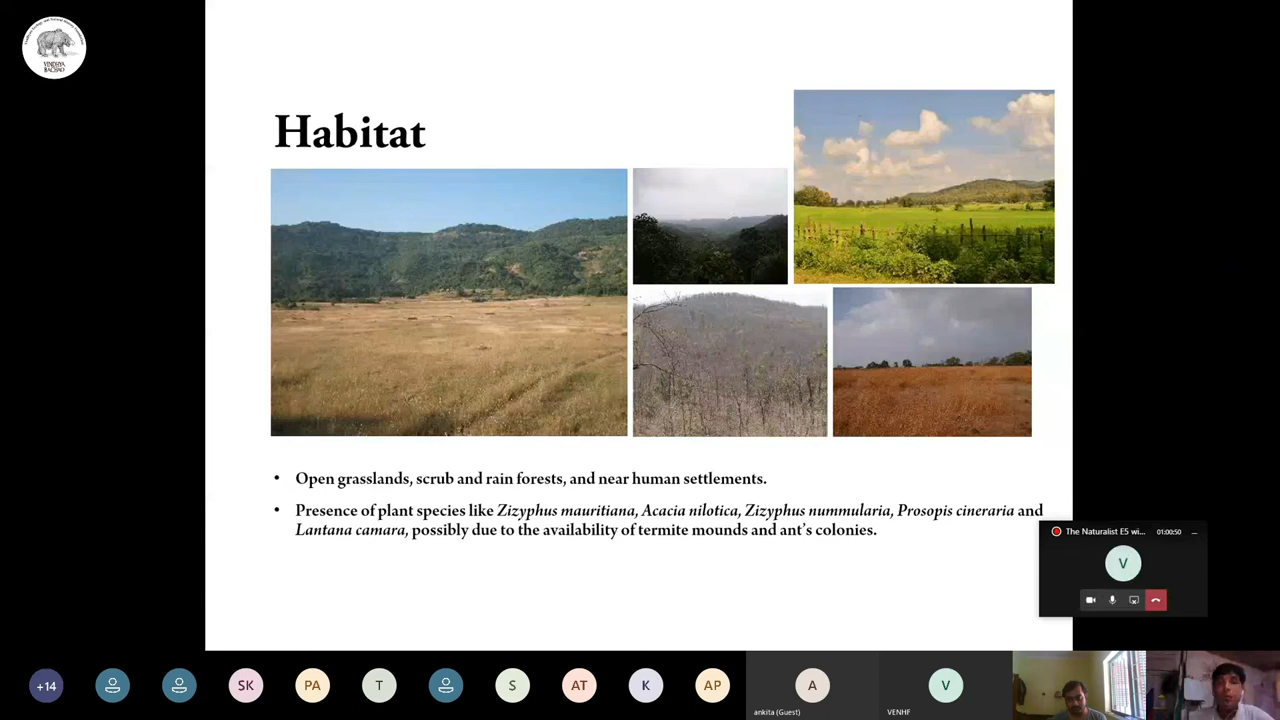 VINDHYA
BACHAO
Habitat
• Open grasslands, scrub and rain forests, and near human settlements.
• Presence of plant species like Zizyphus mauritiana, Acacia nilotica, Zizyphus nummularia, Prosopis cineraria and
Lantana camara, possibly due to the availability of termite mounds and ant's colonies.
The Naturalist E5 wi... 01:00:50
V
+14 SK PA T S AT K AP A V
ankita (Guest) VENHF